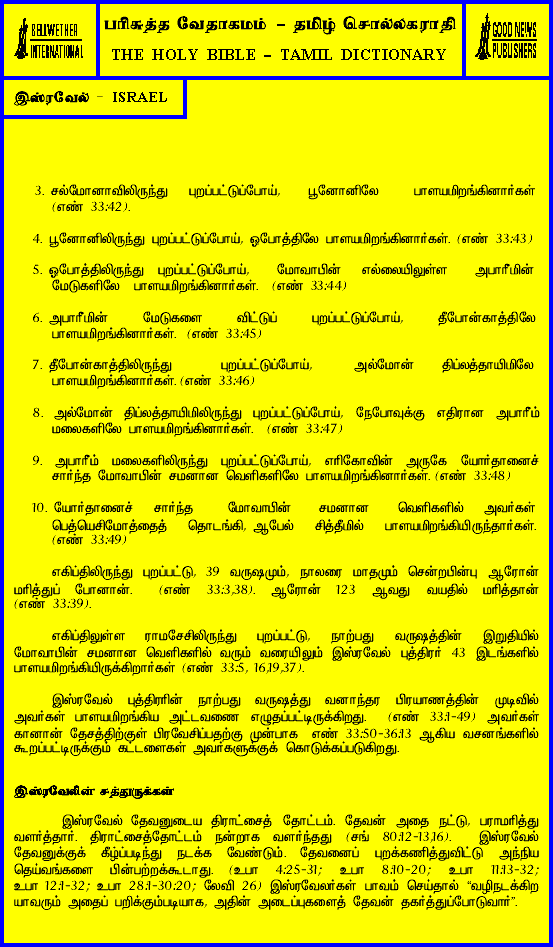 BELLWETHER
INTERNATIONAL
பரிசுத்த வேதாகமம் - தமிழ் சொல்லகராதி
THE HOLY BIBLE - TAMIL DICTIONARY
GOOD NEWS
PUBLISHERS
இஸ்ரவேல் - ISRAEL
3. சல்மோனாவிலிருந்து புறப்பட்டுப்போய், பூனோனிலே பாளயமிறங்கினார்கள்
(எண் 33:42).
4. பூனோனிலிருந்து புறப்பட்டுப்போய், ஓபோத்திலே பாளயமிறங்கினார்கள். (எண் 33:43)
5. ஓபோத்திலிருந்து புறப்பட்டுப்போய், மோவாபின் எல்லையிலுள்ள அபாரீமின்
மேடுகளிலே பாளயமிறங்கினார்கள். (எண் 33:44)
6. அபாரீமின் மேடுகளை விட்டுப் புறப்பட்டுப்போய், தீபோன்காத்திலே
பாளயமிறங்கினார்கள். (எண் 33:45)
7. தீபோன்காத்திலிருந்து புறப்பட்டுப்போய், அல்மோன் திப்லத்தாயிமிலே
பாளயமிறங்கினார்கள். (எண் 33:46)
8. அல்மோன் திப்லத்தாயிமிலிருந்து புறப்பட்டுப்போய், நேபோவுக்கு எதிரான அபாரீம்
மலைகளிலே பாளயமிறங்கினார்கள். (எண் 33:47)
9. அபாரீம் மலைகளிலிருந்து புறப்பட்டுப்போய், எரிகோவின் அருகே யோர்தானைச்
சார்ந்த மோவாபின் சமனான வெளிகளிலே பாளயமிறங்கினார்கள். (எண் 33:48)
10. யோர்தானைச் சார்ந்த மோவாபின் சமனான வெளிகளில் அவர்கள்
பெத்யெசிமோத்தைத் தொடங்கி, ஆபேல் சித்தீமில் பாளயமிறங்கியிருந்தார்கள்.
(எண் 33:49)
எகிப்திலிருந்து புறப்பட்டு, 39 வருஷமும், நாலரை மாதமும் சென்றபின்பு ஆரோன்
மரித்துப் போனான். (எண் 33:3,38). ஆரோன் 123 ஆவது வயதில் மரித்தான்
(எண் 33:39).
எகிப்திலுள்ள ராமசேசிலிருந்து புறப்பட்டு, நாற்பது வருஷத்தின் இறுதியில்
மோவாபின் சமனான வெளிகளில் வரும் வரையிலும் இஸ்ரவேல் புத்திரர் 43 இடங்களில்
பாளயமிறங்கியிருக்கிறார்கள் (எண் 33:5, 16,19,37).
இஸ்ரவேல் புத்திரரின் நாற்பது வருஷத்து வனாந்தர பிரயாணத்தின் முடிவில்
அவர்கள் பாளயமிறங்கிய அட்டவணை எழுதப்பட்டிருக்கிறது. (எண் 33:1-49) அவர்கள்
கானான் தேசத்திற்குள் பிரவேசிப்பதற்கு முன்பாக எண் 33:50-36:13 ஆகிய வசனங்களில்
கூறப்பட்டிருக்கும் கட்டளைகள் அவர்களுக்குக் கொடுக்கப்படுகிறது.
இஸ்ரவேலின் சத்துருக்கள்
இஸ்ரவேல் தேவனுடைய திராட்சைத் தோட்டம். தேவன் அதை நட்டு, பராமரித்து
வளர்த்தார். திராட்சைத்தோட்டம் நன்றாக வளர்ந்தது (சங் 80:12-13,16). இஸ்ரவேல்
தேவனுக்குக் கீழ்ப்படிந்து நடக்க வேண்டும். தேவனைப் புறக்கணித்துவிட்டு அந்நிய
தெய்வங்களை பின்பற்றக்கூடாது. (உபா 4:25-31; உபா 8:10-20; உபா 11:13-32;
உபா 12:1-32; உபா 28:1-30:20; லேவி 26) இஸ்ரவேலர்கள் பாவம் செய்தால் "வழிநடக்கிற
யாவரும் அதைப் பறிக்கும்படியாக, அதின் அடைப்புகளைத் தேவன் தகர்த்துப்போடுவார்".